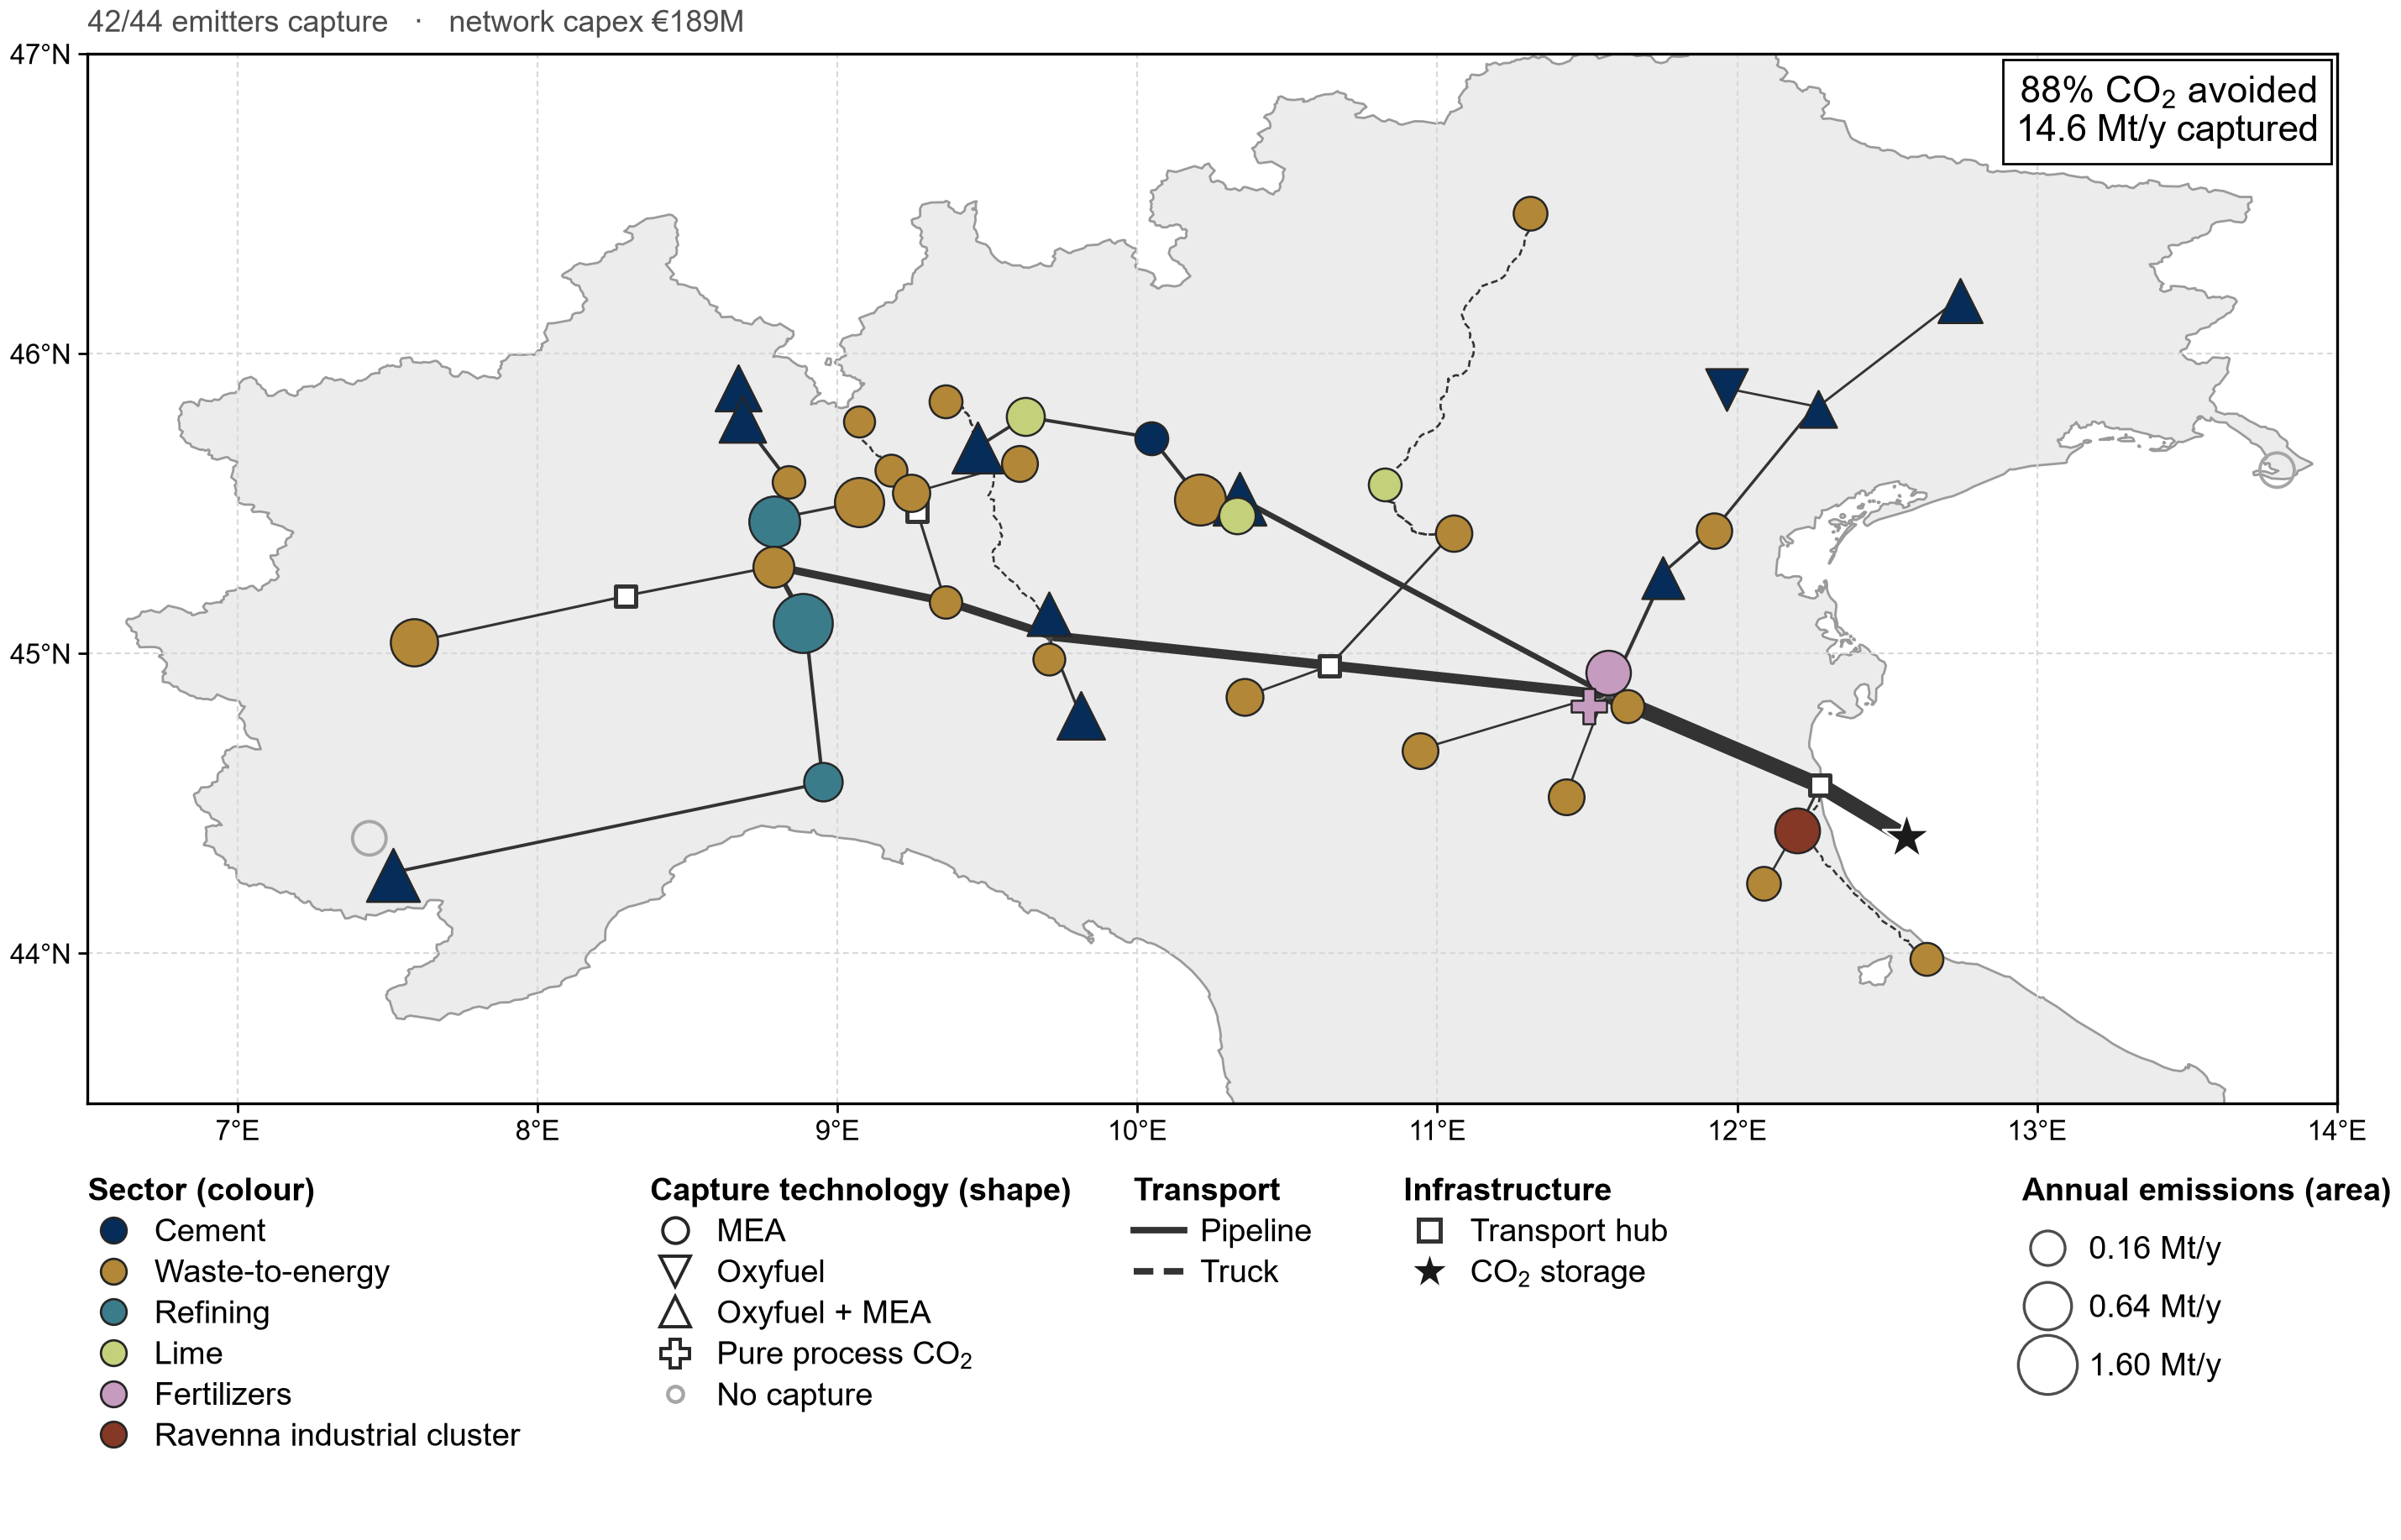 42/44 emitters capture · network capex €189M
88% CO₂ avoided
14.6 Mt/y captured
47°N
46°N
45°N
44°N
7°E 8°E 9°E 10°E 11°E 12°E 13°E 14°E
Sector (colour)
Cement
Waste-to-energy
Refining
Lime
Fertilizers
Ravenna industrial cluster
Capture technology (shape)
MEA
Oxyfuel
Oxyfuel + MEA
Pure process CO₂
No capture
Transport
Pipeline
Truck
Infrastructure
Transport hub
CO₂ storage
Annual emissions (area)
0.16 Mt/y
0.64 Mt/y
1.60 Mt/y